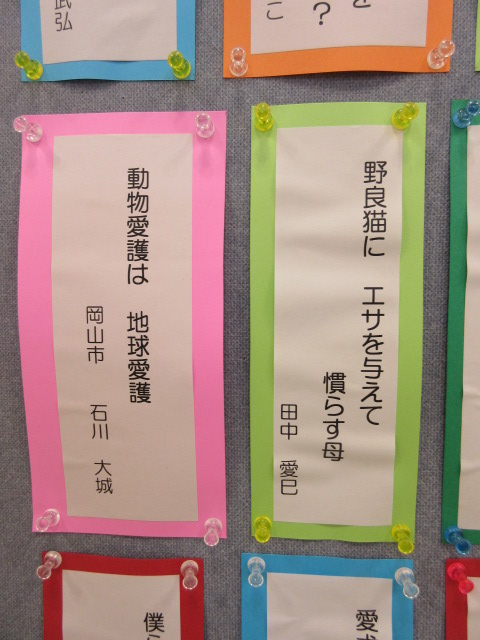 と
？
こ
武弘
野良猫に　エサを与えて
慣らす母
田中　愛巳
動物愛護は　地球愛護
岡山市　石川　大城
愛
僕